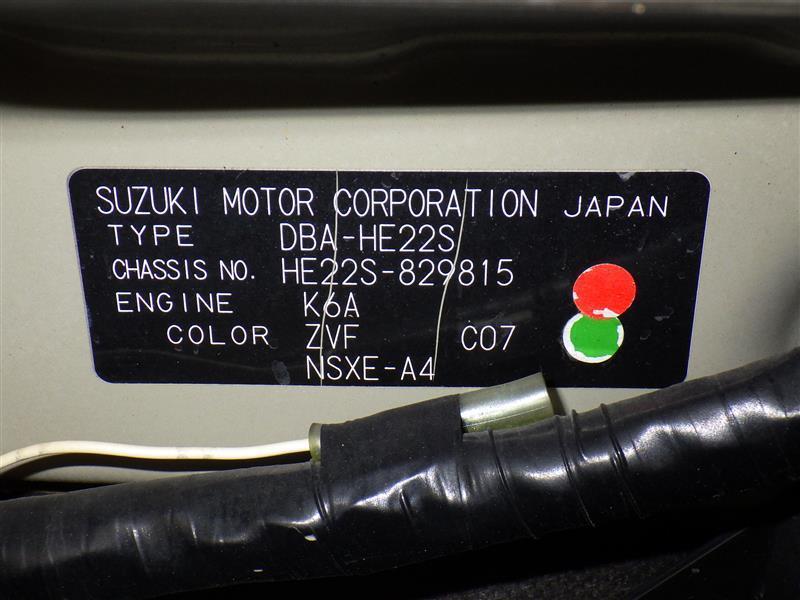 SUZUKI MOTOR CORPORATION JAPAN
TYPE DBA-HE22S
CHASSIS NO. HE22S-829815
ENGINE K6A
COLOR ZVF C07
NSXE-A4